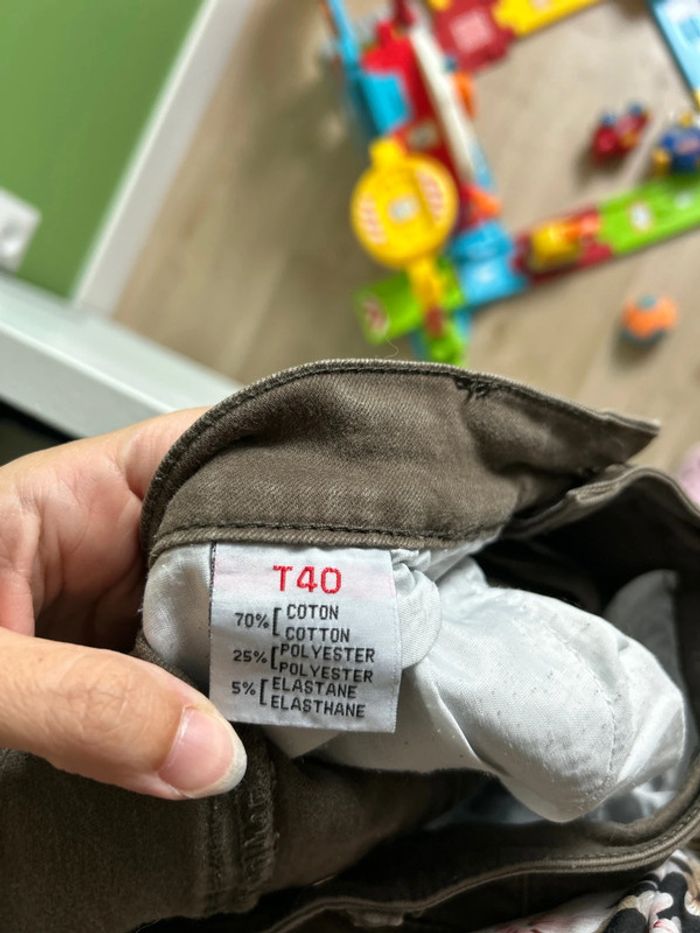 T40
70% [ COTON
COTTON
25% [ POLYESTER
POLYESTER
5% [ ELASTANE
ELASTHANE